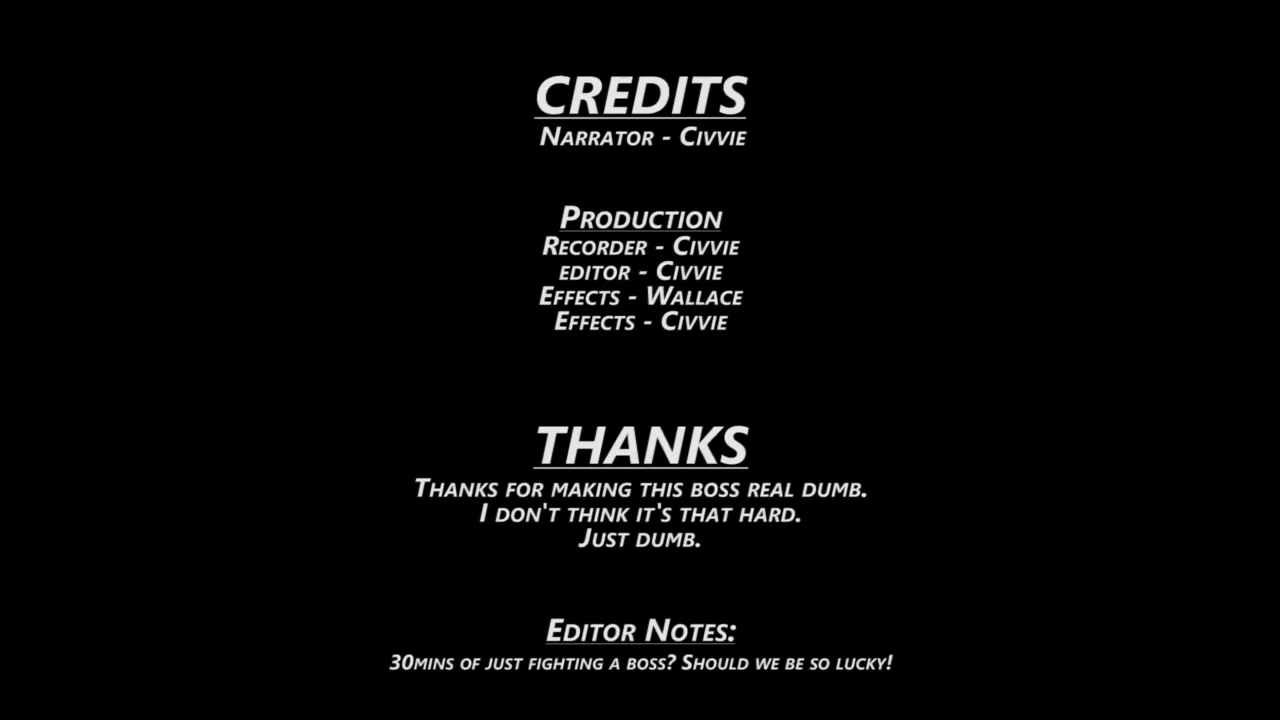 CREDITS
NARRATOR - CIVVIE
PRODUCTION
RECORDER - CIVVIE
EDITOR - CIVVIE
EFFECTS - WALLACE
EFFECTS - CIVVIE
THANKS
THANKS FOR MAKING THIS BOSS REAL DUMB.
I DON'T THINK IT'S THAT HARD.
JUST DUMB.
EDITOR NOTES:
30MINS OF JUST FIGHTING A BOSS? SHOULD WE BE SO LUCKY!